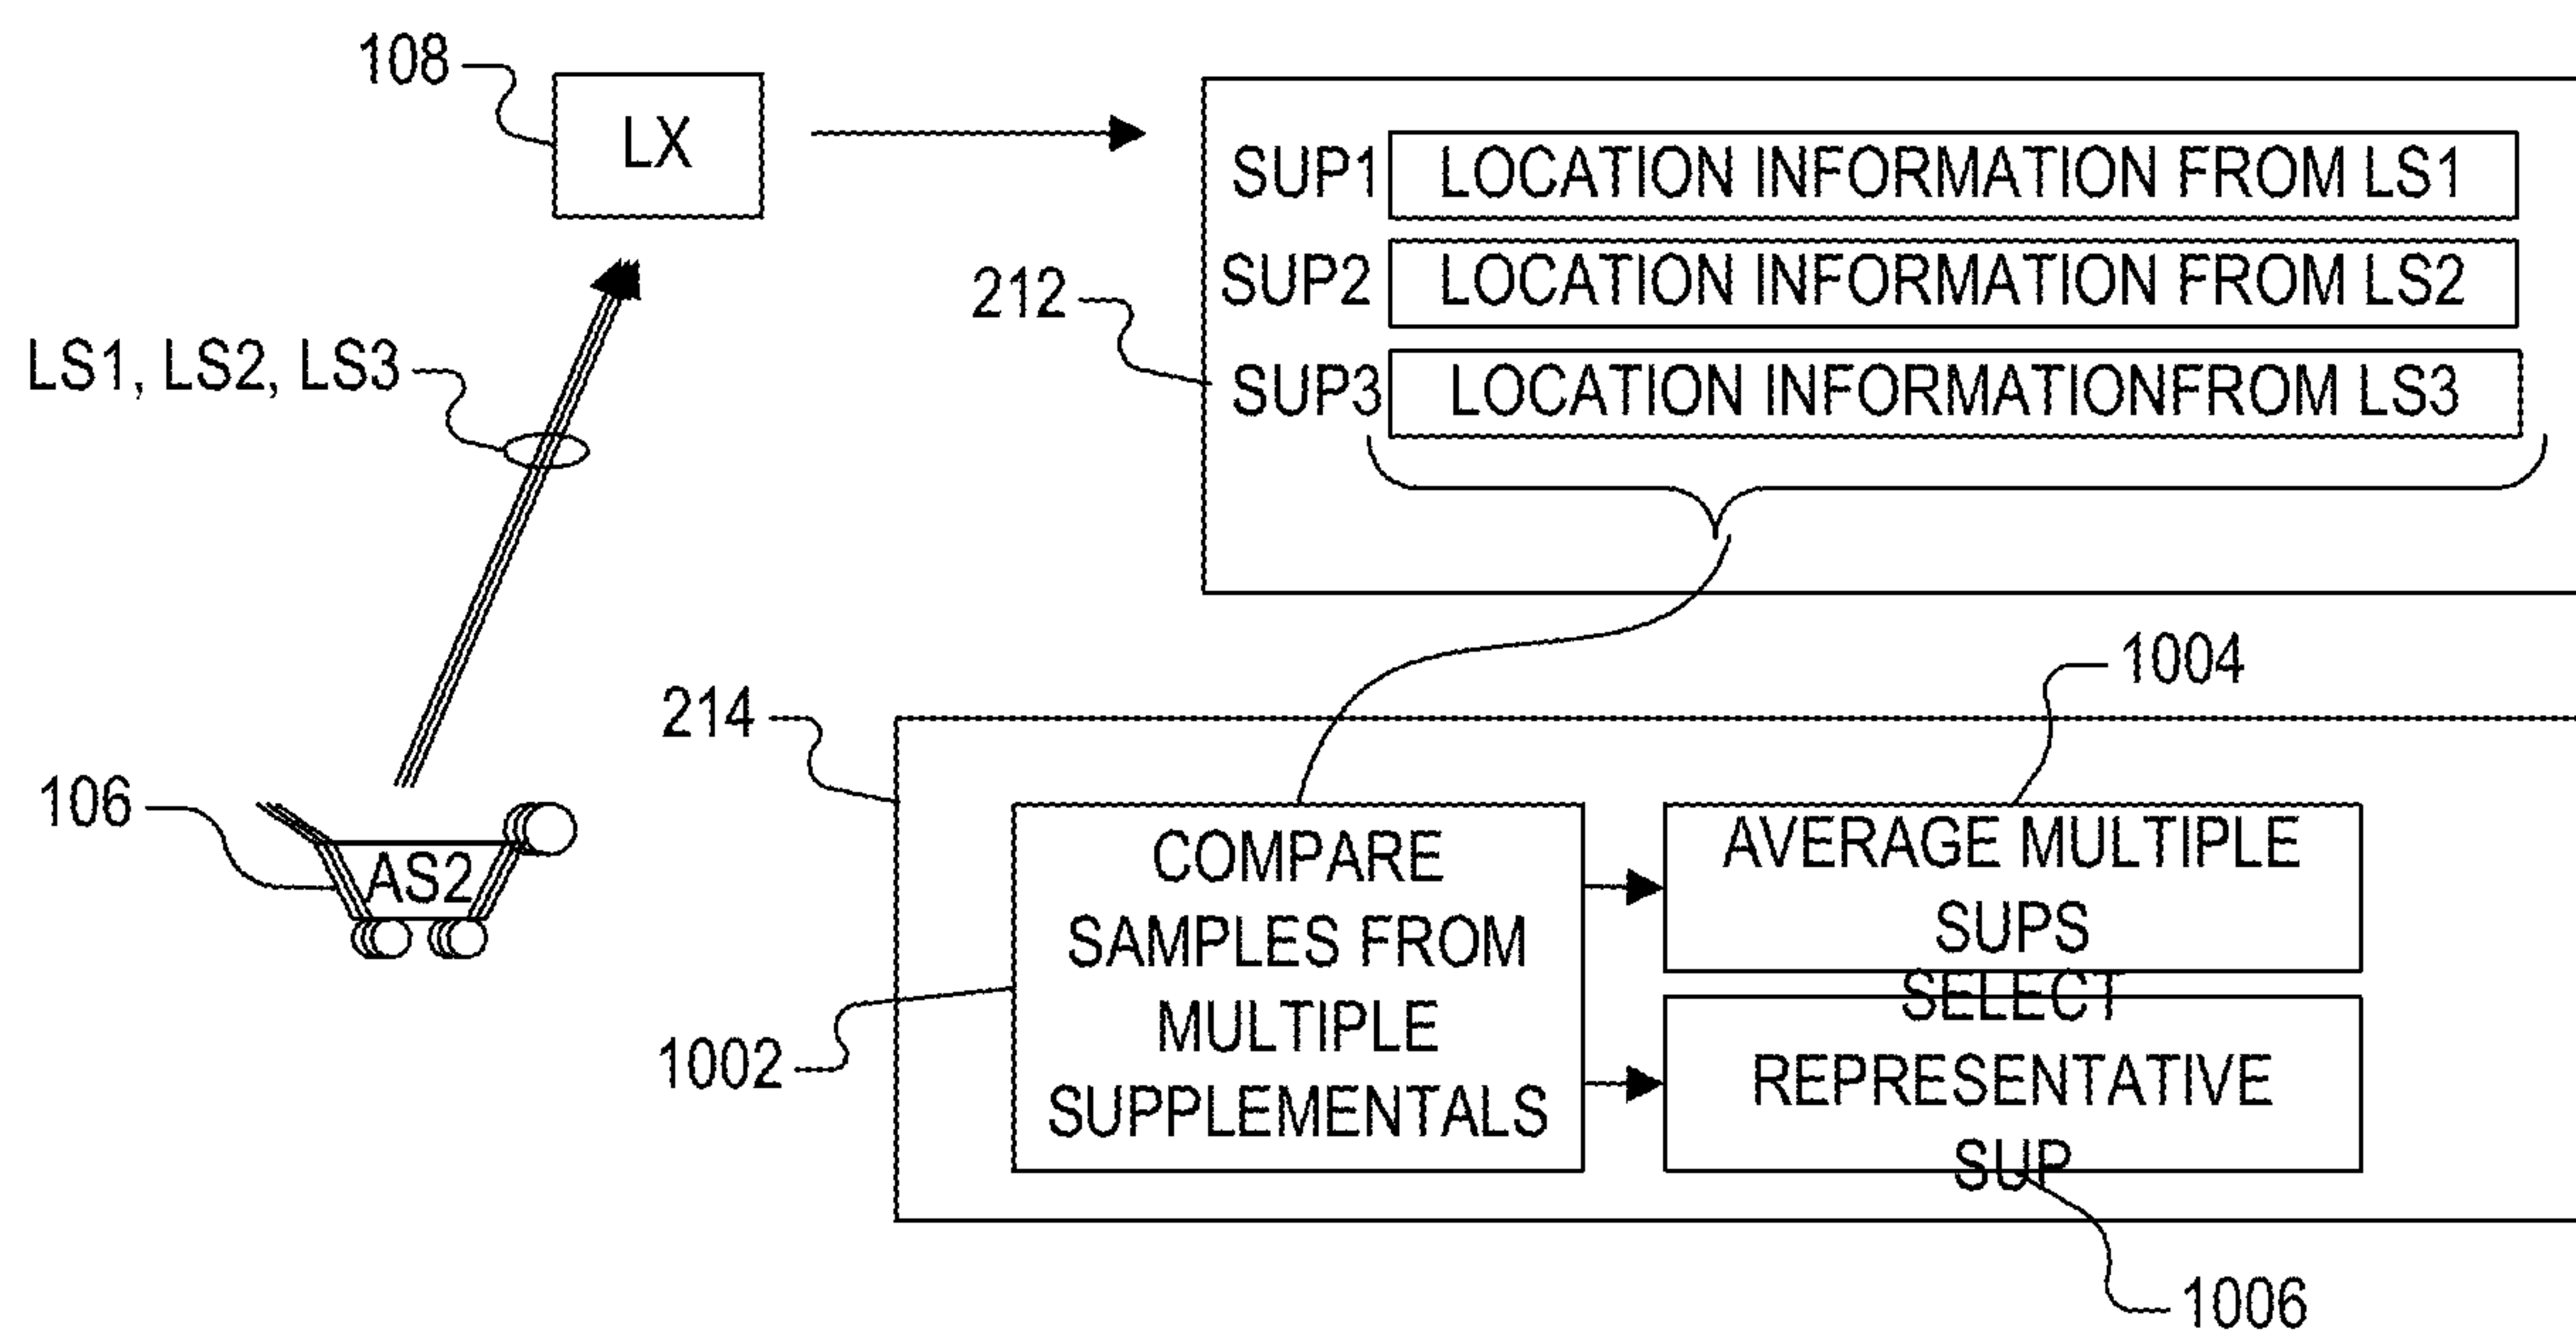 108
LX
SUP1 LOCATION INFORMATION FROM LS1
SUP2 LOCATION INFORMATION FROM LS2
212
SUP3 LOCATION INFORMATIONFROM LS3
LS1, LS2, LS3
1004
214
106
AS2
COMPARE
SAMPLES FROM
MULTIPLE
SUPPLEMENTALS
AVERAGE MULTIPLE
SUPS
SELECT
REPRESENTATIVE
SUP
1002
1006